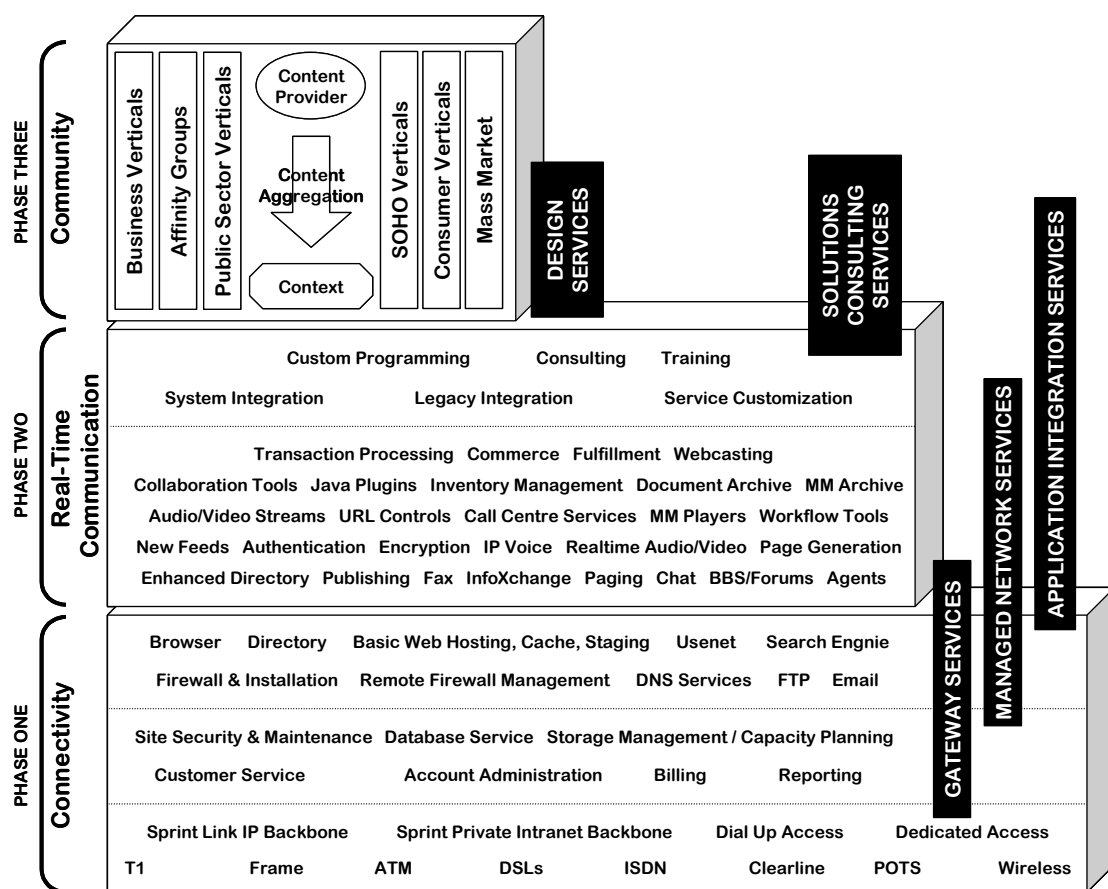 PHASE THREE
Community
Business Verticals
Affinity Groups
Public Sector Verticals
Content
Provider
Content
Aggregation
Context
SOHO Verticals
Consumer Verticals
Mass Market
DESIGN
SERVICES
SOLUTIONS
CONSULTING
SERVICES
APPLICATION INTEGRATION SERVICES
MANAGED NETWORK SERVICES
GATEWAY SERVICES
PHASE TWO
Real-Time
Communication
Custom Programming Consulting Training
System Integration Legacy Integration Service Customization
Transaction Processing Commerce Fulfillment Webcasting
Collaboration Tools Java Plugins Inventory Management Document Archive MM Archive
Audio/Video Streams URL Controls Call Centre Services MM Players Workflow Tools
New Feeds Authentication Encryption IP Voice Realtime Audio/Video Page Generation
Enhanced Directory Publishing Fax InfoXchange Paging Chat BBS/Forums Agents
PHASE ONE
Connectivity
Browser Directory Basic Web Hosting, Cache, Staging Usenet Search Engnie
Firewall & Installation Remote Firewall Management DNS Services FTP Email
Site Security & Maintenance Database Service Storage Management / Capacity Planning
Customer Service Account Administration Billing Reporting
Sprint Link IP Backbone Sprint Private Intranet Backbone Dial Up Access Dedicated Access
T1 Frame ATM DSLs ISDN Clearline POTS Wireless